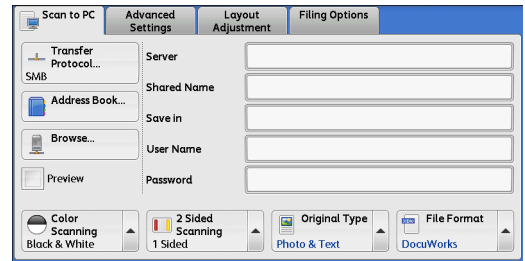 Scan to PC
Advanced
Settings
Layout
Adjustment
Filing Options
Transfer
Protocol...
SMB
Address Book...
Browse...
Preview
Server
Shared Name
Save in
User Name
Password
Color
Scanning
Black & White
2 Sided
Scanning
1 Sided
Original Type
Photo & Text
File Format
DocuWorks